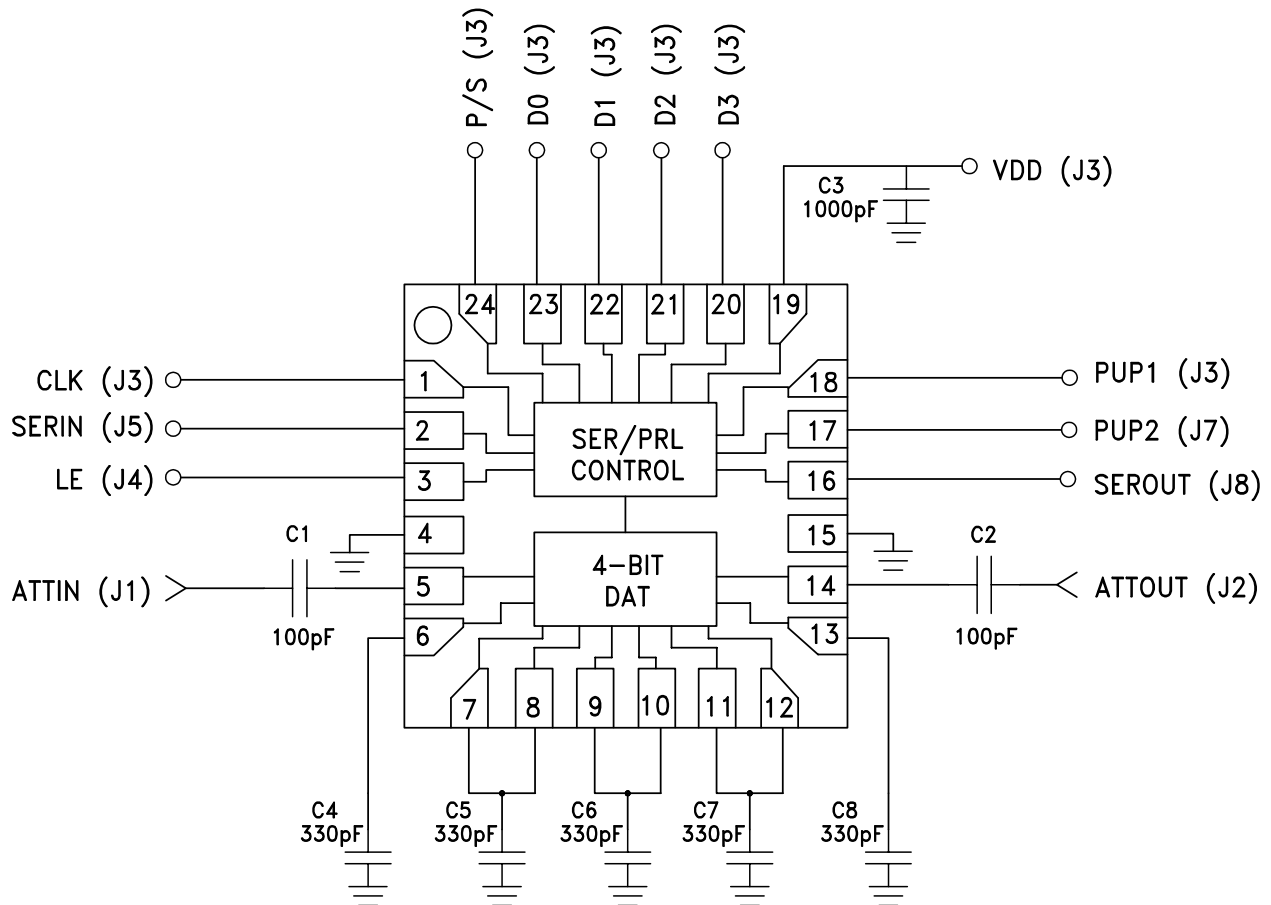 P/S (J3)
D0 (J3)
D1 (J3)
D2 (J3)
D3 (J3)
VDD (J3)
C3
1000pF
24
23
22
21
20
19
CLK (J3)
1
18
PUP1 (J3)
SERIN (J5)
2
17
PUP2 (J7)
LE (J4)
3
16
SEROUT (J8)
SER/PRL
CONTROL
4
15
C1
C2
ATTIN (J1)
5
14
ATTOUT (J2)
4-BIT
DAT
100pF
100pF
6
13
7
8
9
10
11
12
C4
330pF
C5
330pF
C6
330pF
C7
330pF
C8
330pF